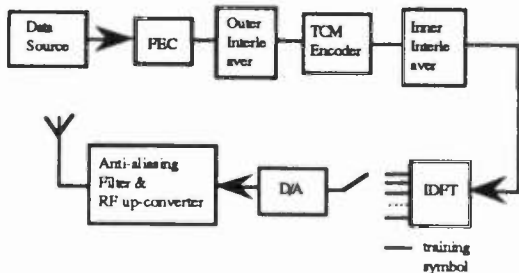 Data
Source
FEC
Outer
Interle
aver
TCM
Encoder
Inner
Interle
aver
Anti-aliasing
Filter &
RF up-converter
D/A
IDFT
training
symbol